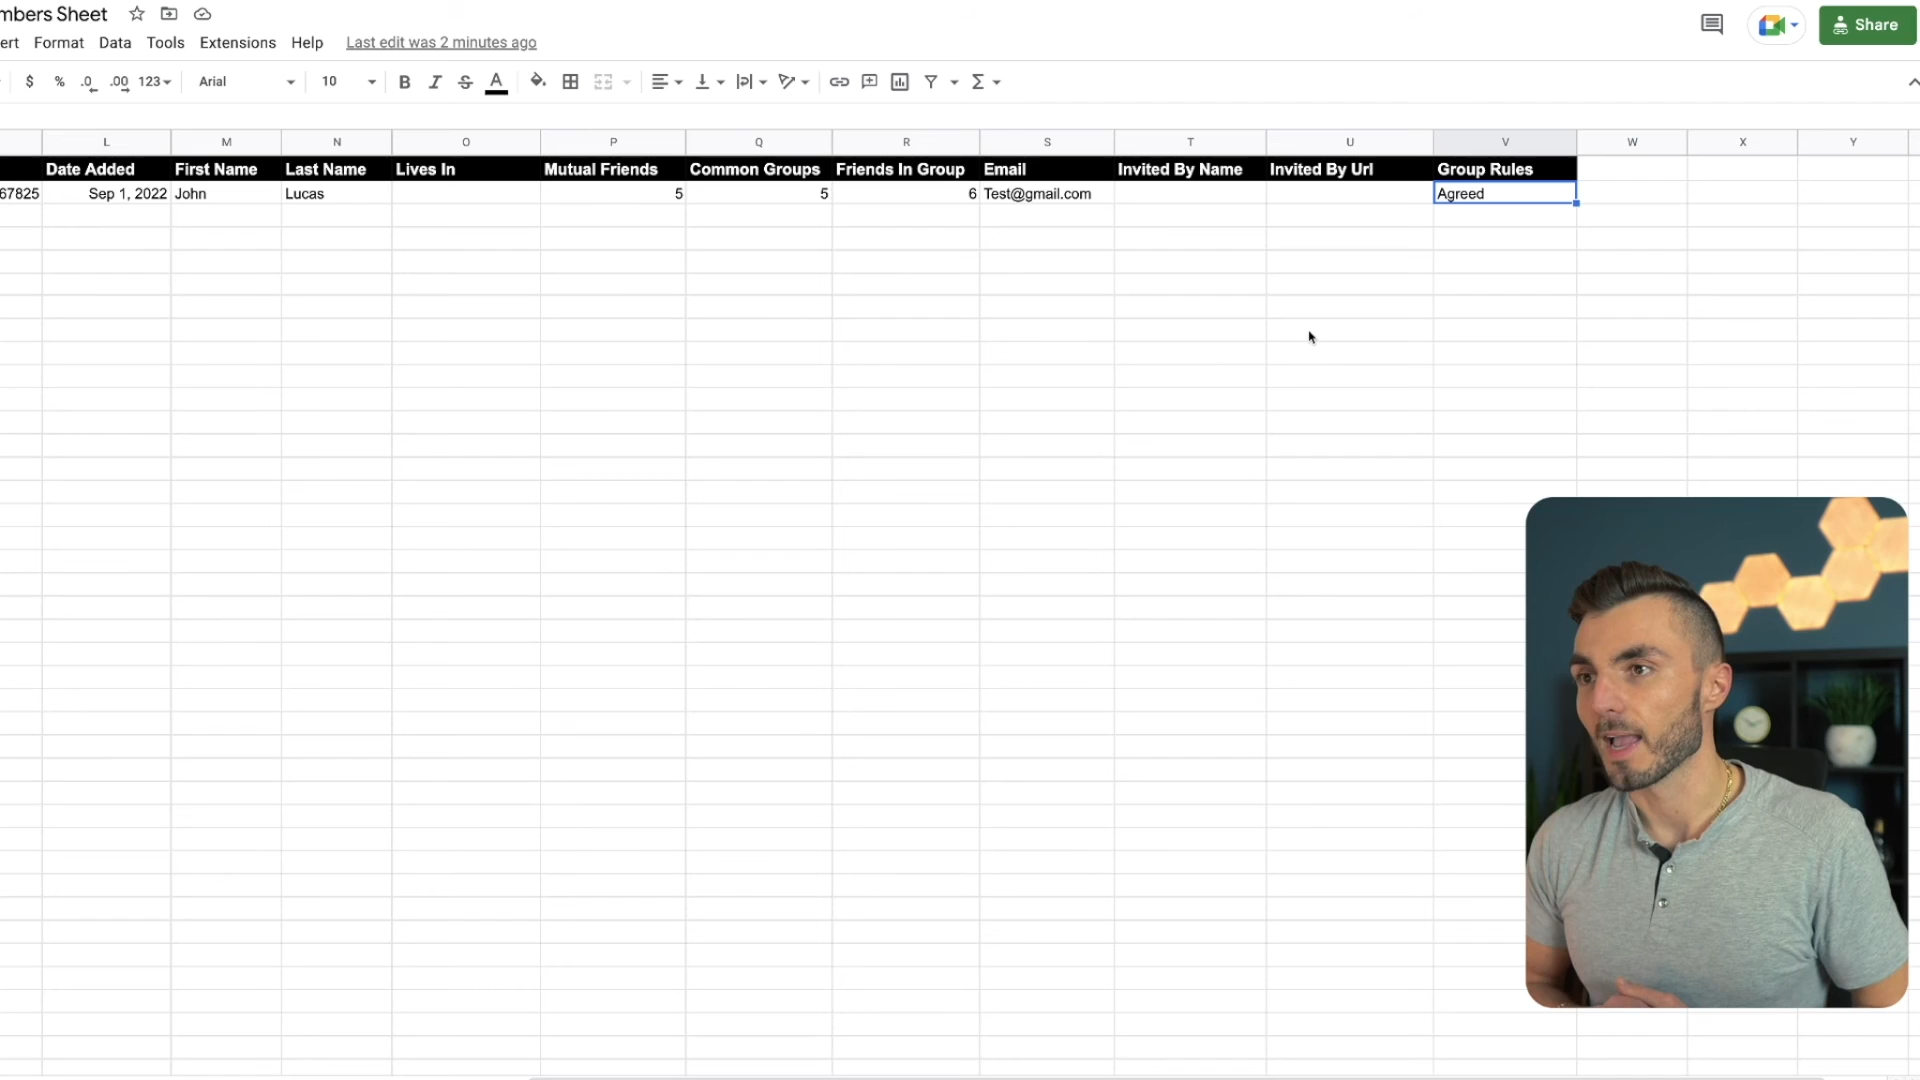 mbers Sheet
Share
ert Format Data Tools Extensions Help Last edit was 2 minutes ago
$ % .0 .00 123 Arial 10 B I S A
L M N O P Q R S T U V W X Y
Date Added First Name Last Name Lives In Mutual Friends Common Groups Friends In Group Email Invited By Name Invited By Url Group Rules
67825 Sep 1, 2022 John Lucas 5 5 6 Test@gmail.com Agreed